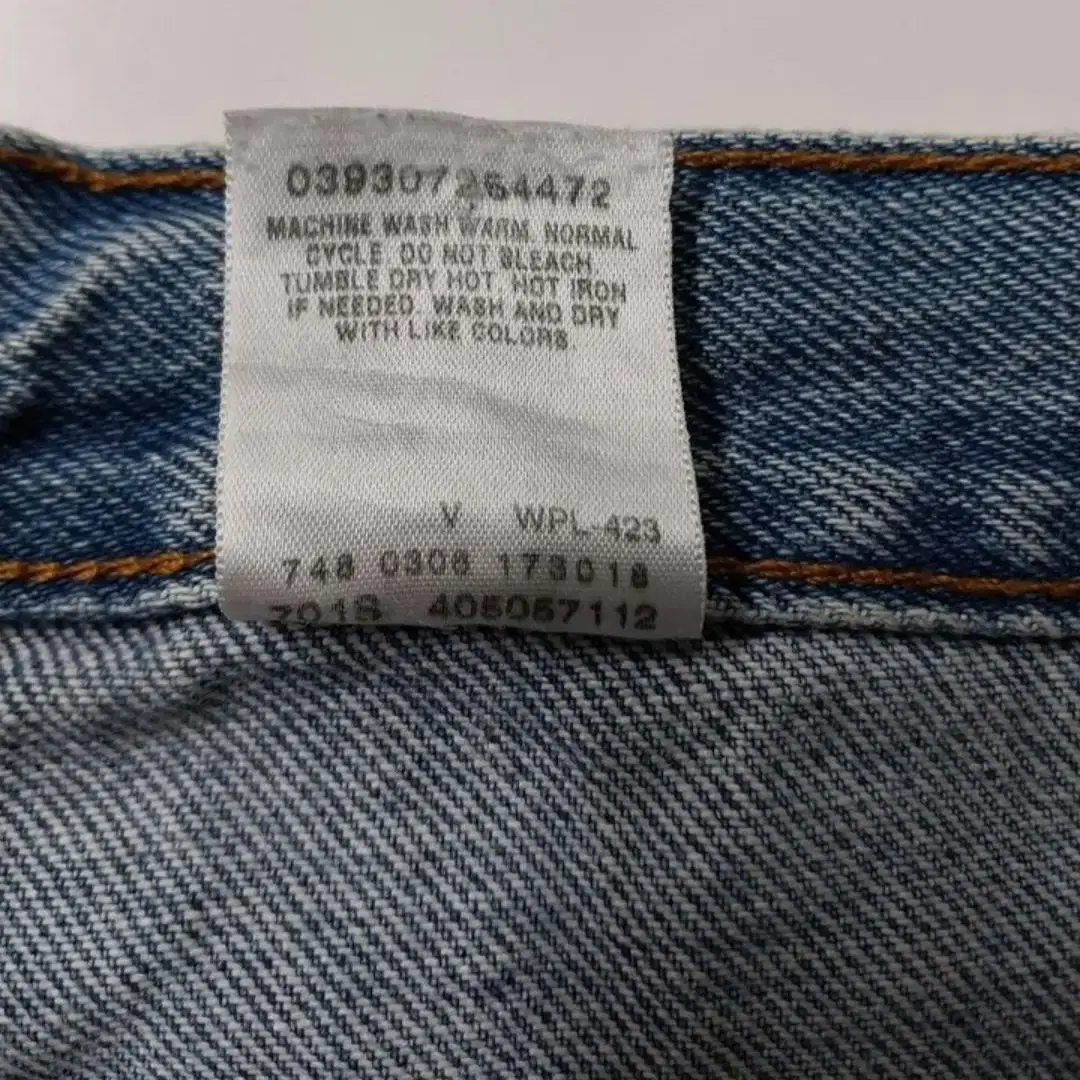 039307264472
MACHINE WASH WARM, NORMAL
CYCLE. DO NOT BLEACH.
TUMBLE DRY HOT. HOT IRON
IF NEEDED. WASH AND DRY
WITH LIKE COLORS.
V WPL-423
748 0306 173018
701S 405057112